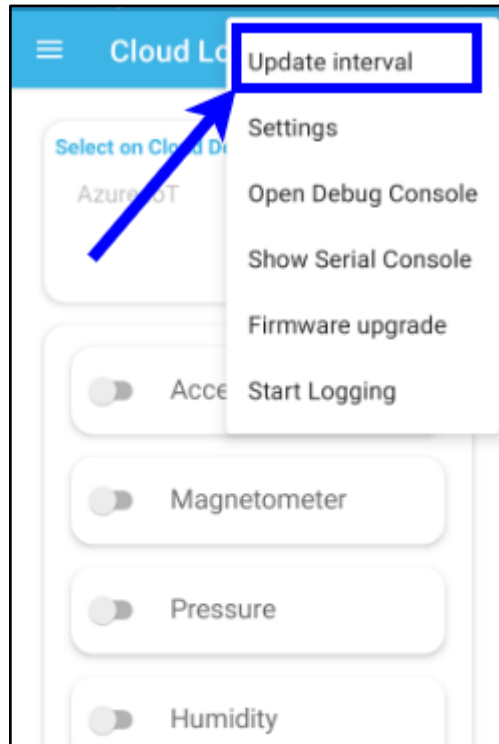 Cloud Lo
Update interval
Settings
Select on Cloud De
Azure IoT
Open Debug Console
Show Serial Console
Firmware upgrade
Acce
Start Logging
Magnetometer
Pressure
Humidity